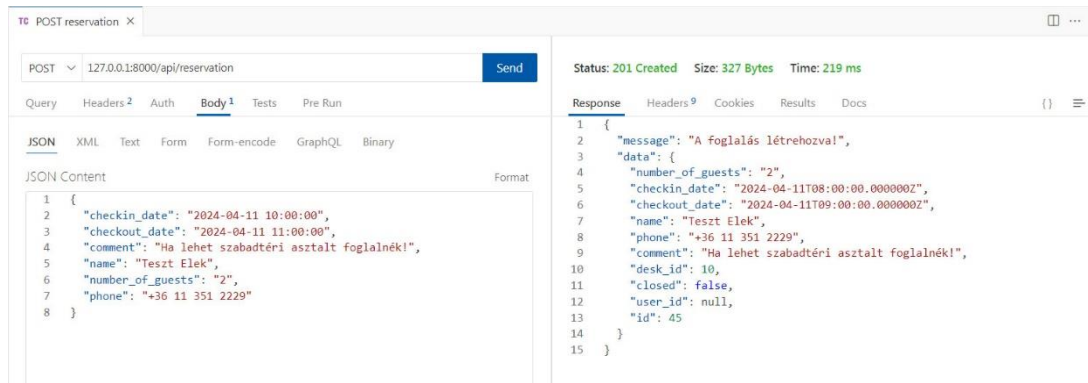 TC POST reservation ×
POST 127.0.0.1:8000/api/reservation Send
Query Headers 2 Auth Body 1 Tests Pre Run
JSON XML Text Form Form-encode GraphQL Binary
JSON Content Format
1 {
2 "checkin_date": "2024-04-11 10:00:00",
3 "checkout_date": "2024-04-11 11:00:00",
4 "comment": "Ha lehet szabadtéri asztalt foglalnék!",
5 "name": "Teszt Elek",
6 "number_of_guests": "2",
7 "phone": "+36 11 351 2229"
8 }
Status: 201 Created Size: 327 Bytes Time: 219 ms
Response Headers 9 Cookies Results Docs {}
1 {
2 "message": "A foglalás létrehozva!",
3 "data": {
4 "number_of_guests": "2",
5 "checkin_date": "2024-04-11T08:00:00.000000Z",
6 "checkout_date": "2024-04-11T09:00:00.000000Z",
7 "name": "Teszt Elek",
8 "phone": "+36 11 351 2229",
9 "comment": "Ha lehet szabadtéri asztalt foglalnék!",
10 "desk_id": 10,
11 "closed": false,
12 "user_id": null,
13 "id": 45
14 }
15 }